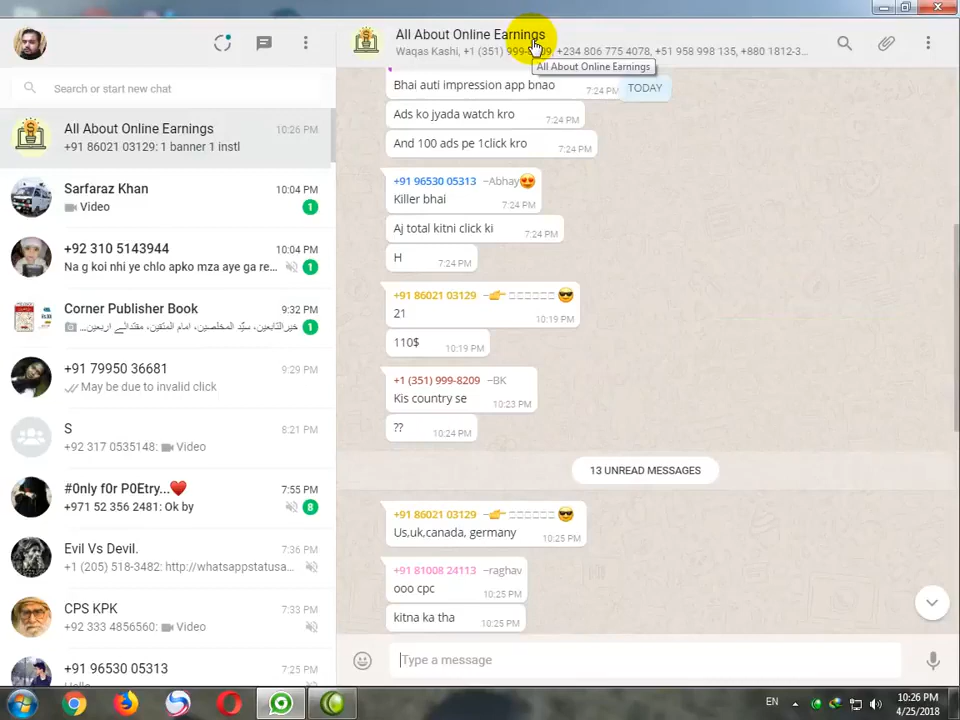 All About Online Earnings
Waqas Kashi, +1 (351) 999-8209, +234 806 775 4078, +51 958 998 135, +880 1812-3...
All About Online Earnings
Search or start new chat
All About Online Earnings 10:26 PM
+91 86021 03129: 1 banner 1 instl
Sarfaraz Khan 10:04 PM
Video 1
+92 310 5143944 10:04 PM
Na g koi nhi ye chlo apko mza aye ga re... 1
Corner Publisher Book 9:32 PM
خیرالتابعین، سیّد المخلصین، امام المتقین، مقتدائے اربعین،... 1
+91 79950 36681 9:29 PM
May be due to invalid click
S 8:21 PM
+92 317 0535148: Video
#0nly f0r P0Etry...❤️ 7:55 PM
+971 52 356 2481: Ok by 8
Evil Vs Devil. 7:36 PM
+1 (205) 518-3482: http://whatsappstatusa...
CPS KPK 7:33 PM
+92 333 4856560: Video
+91 96530 05313 7:25 PM
Bhai auti impression app bnao 7:24 PM
TODAY
Ads ko jyada watch kro 7:24 PM
And 100 ads pe 1click kro 7:24 PM
+91 96530 05313 ~Abhay😍
Killer bhai 7:24 PM
Aj total kitni click ki 7:24 PM
H 7:24 PM
+91 86021 03129 ~👉 😎
21 10:19 PM
110$ 10:19 PM
+1 (351) 999-8209 ~BK
Kis country se 10:23 PM
?? 10:24 PM
13 UNREAD MESSAGES
+91 86021 03129 ~👉 😎
Us,uk,canada, germany 10:25 PM
+91 81008 24113 ~raghav
ooo cpc 10:25 PM
kitna ka tha 10:25 PM
Type a message
EN 10:26 PM
4/25/2018